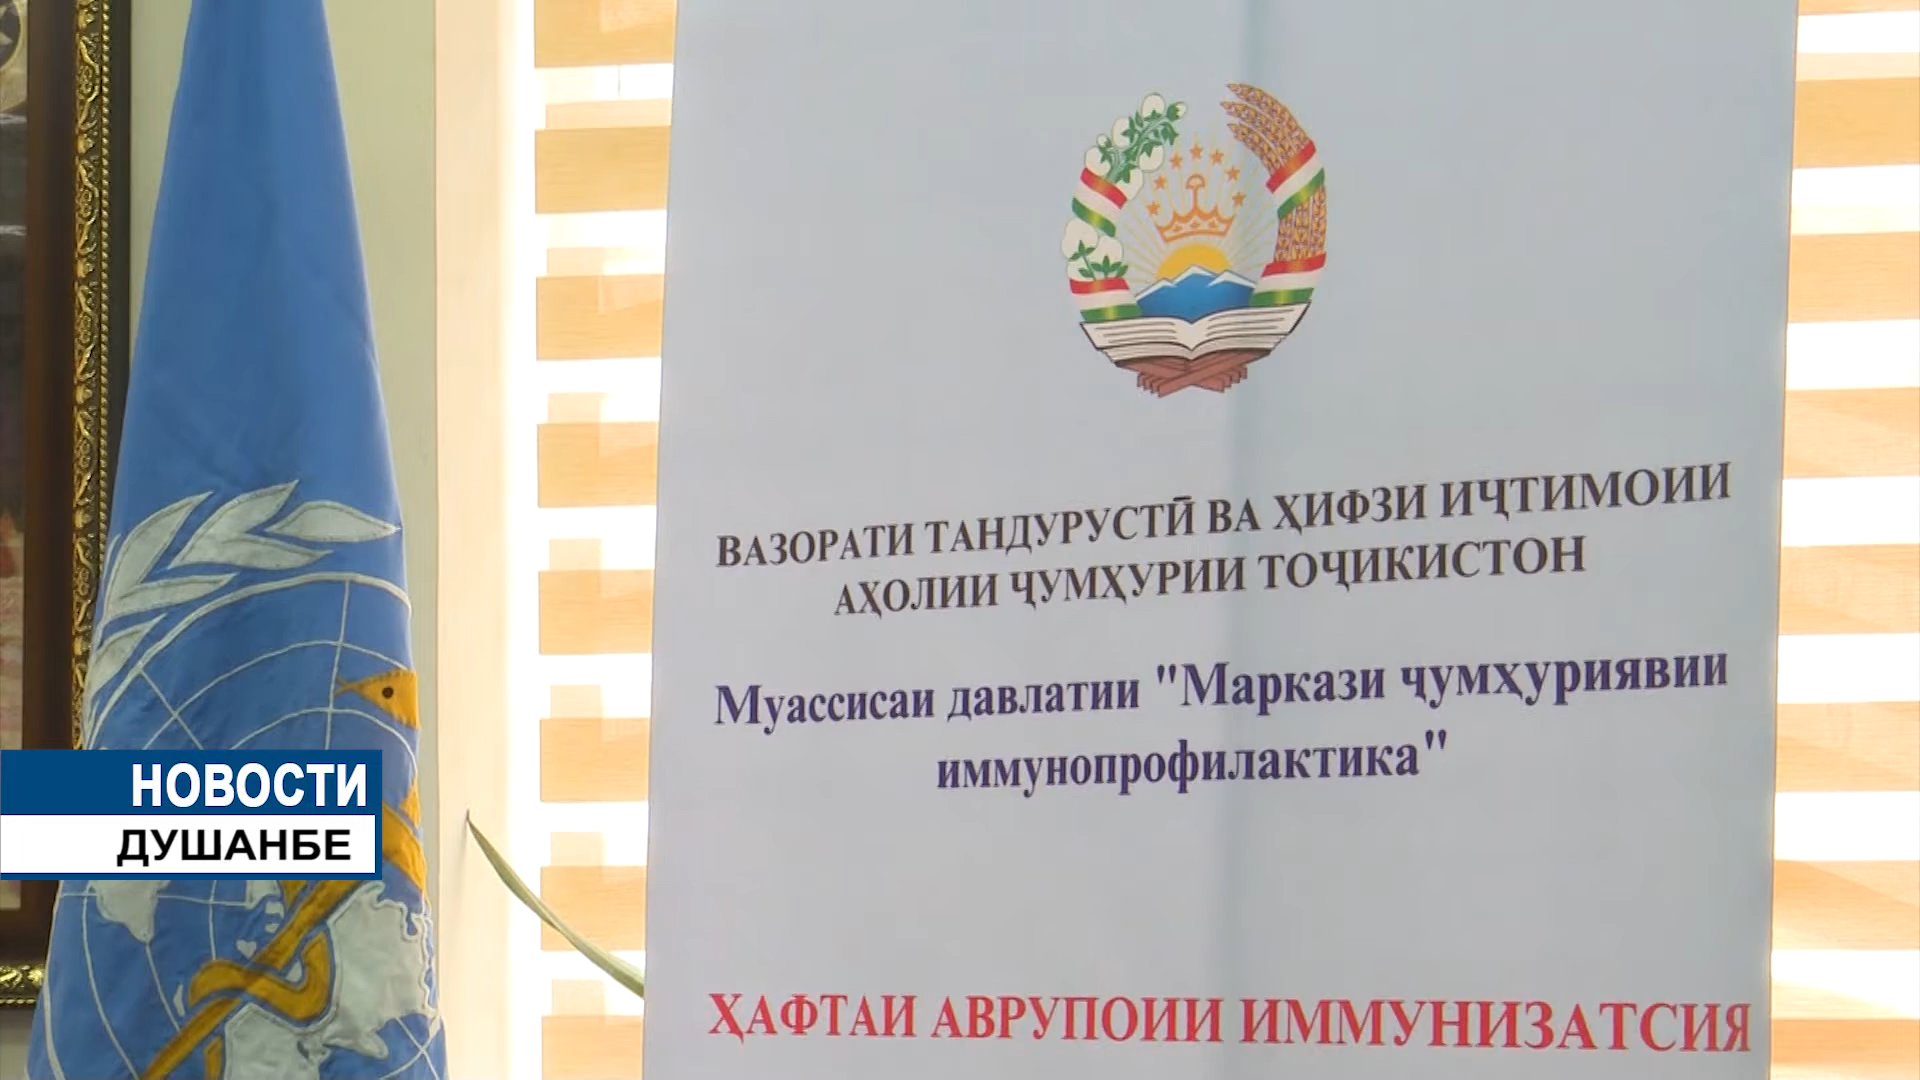 ВАЗОРАТИ ТАНДУРУСТӢ ВА ҲИФЗИ ИҶТИМОИИ
АҲОЛИИ ҶУМҲУРИИ ТОҶИКИСТОН
Муассисаи давлатии "Маркази ҷумҳуриявии
иммунопрофилактика"
ҲАФТАИ АВРУПОИИ ИММУНИЗАТСИЯ
НОВОСТИ
ДУШАНБЕ